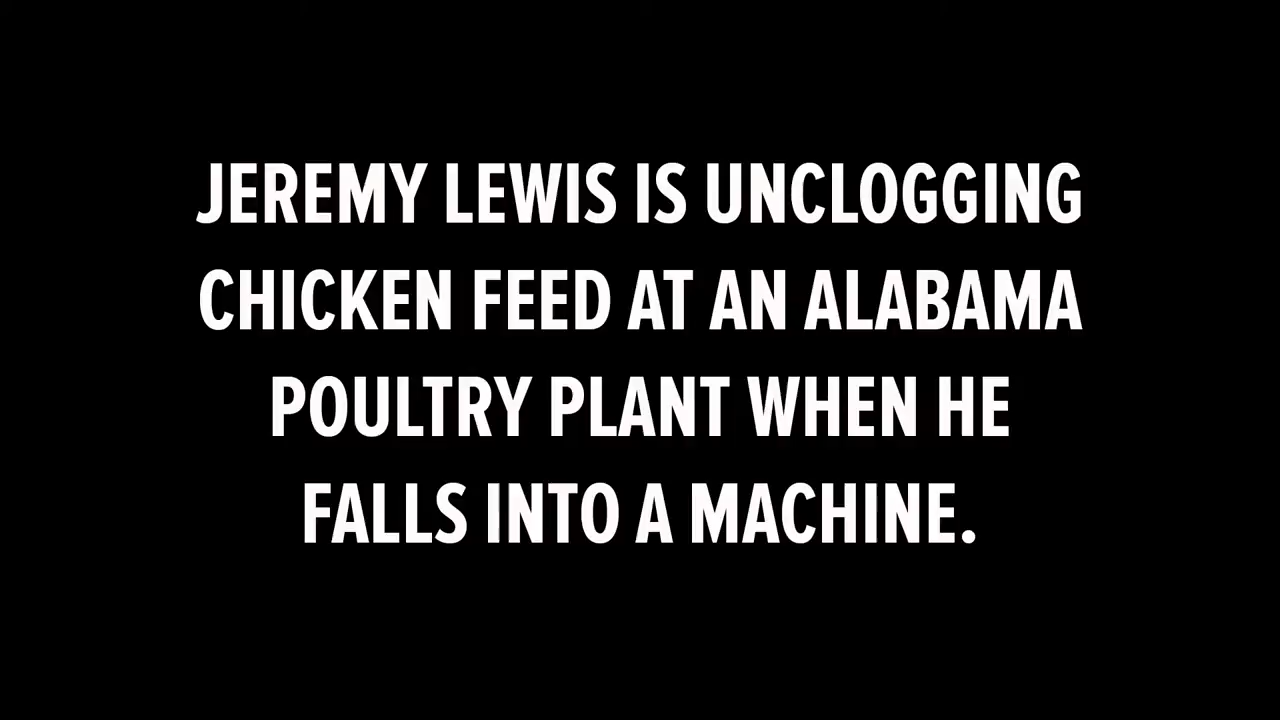 JEREMY LEWIS IS UNCLOGGING
CHICKEN FEED AT AN ALABAMA
POULTRY PLANT WHEN HE
FALLS INTO A MACHINE.